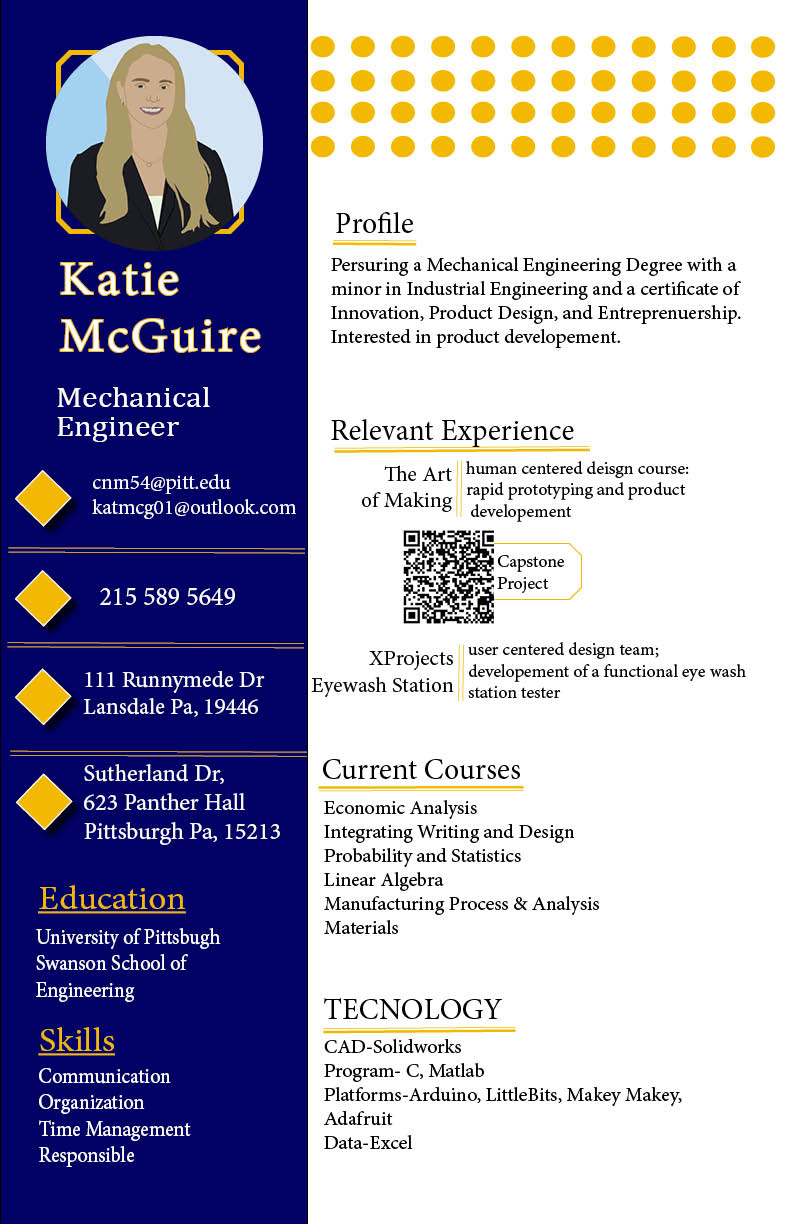 Katie
McGuire
Mechanical
Engineer
cnm54@pitt.edu
katmcg01@outlook.com
215 589 5649
111 Runnymede Dr
Lansdale Pa, 19446
Sutherland Dr,
623 Panther Hall
Pittsburgh Pa, 15213
Education
University of Pittsbugh
Swanson School of
Engineering
Skills
Communication
Organization
Time Management
Responsible
Profile
Persuring a Mechanical Engineering Degree with a
minor in Industrial Engineering and a certificate of
Innovation, Product Design, and Entreprenuership.
Interested in product developement.
Relevant Experience
The Art
of Making
human centered deisgn course:
rapid prototyping and product
developement
Capstone
Project
XProjects
Eyewash Station
user centered design team;
developement of a functional eye wash
station tester
Current Courses
Economic Analysis
Integrating Writing and Design
Probability and Statistics
Linear Algebra
Manufacturing Process & Analysis
Materials
TECNOLOGY
CAD-Solidworks
Program- C, Matlab
Platforms-Arduino, LittleBits, Makey Makey,
Adafruit
Data-Excel